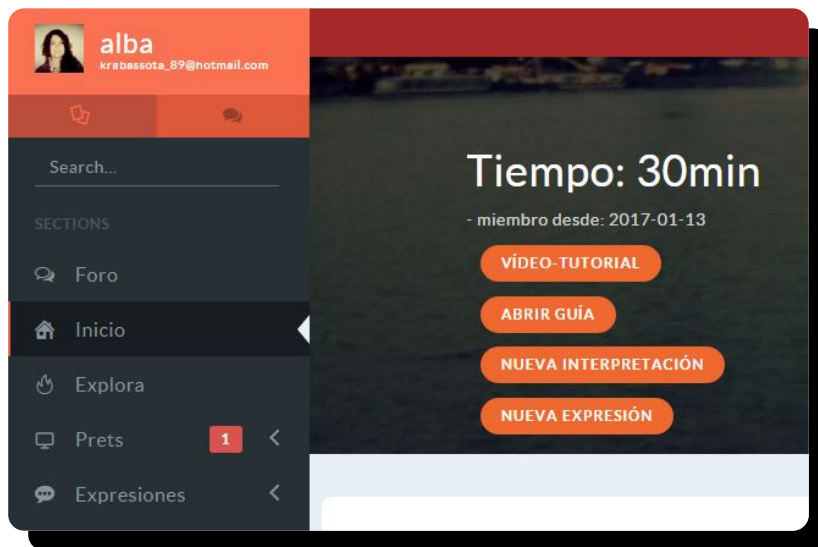 alba
krabassota_89@hotmail.com
Search...
SECTIONS
Foro
Inicio
Explora
Prets 1
Expresiones
Tiempo: 30min
- miembro desde: 2017-01-13
VÍDEO-TUTORIAL
ABRIR GUÍA
NUEVA INTERPRETACIÓN
NUEVA EXPRESIÓN